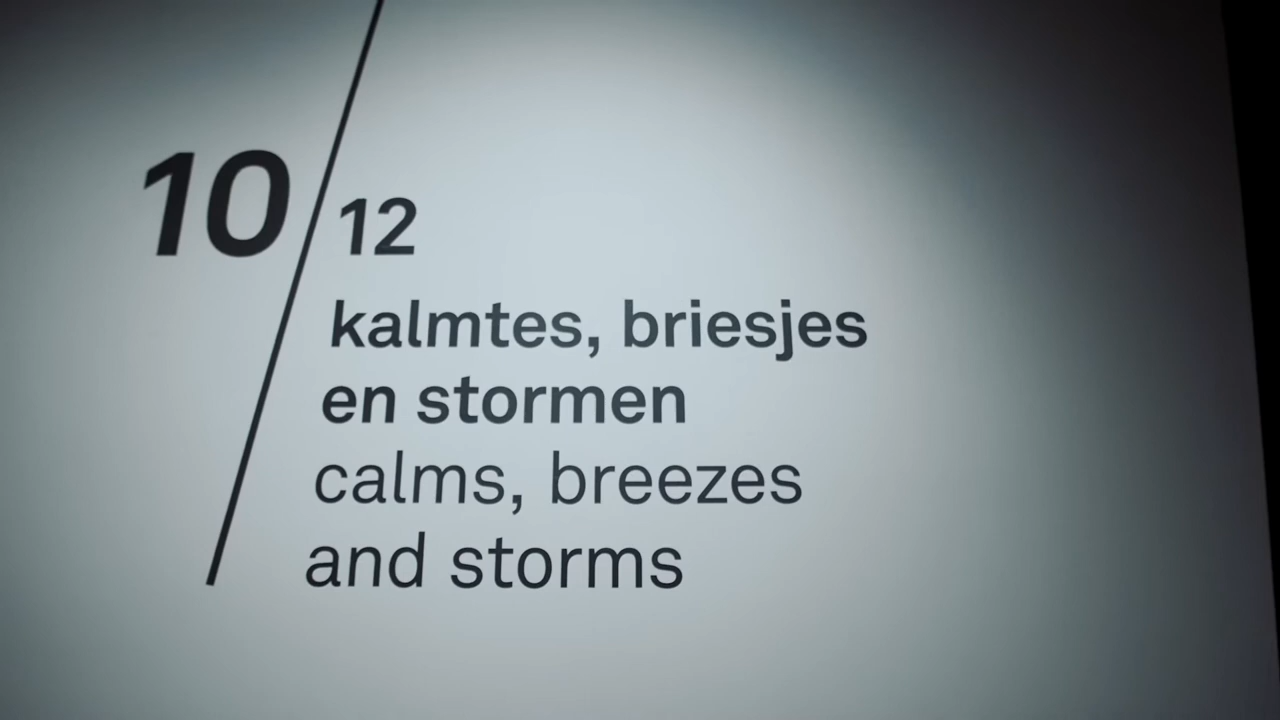 10
12
kalmtes, briesjes
en stormen
calms, breezes
and storms